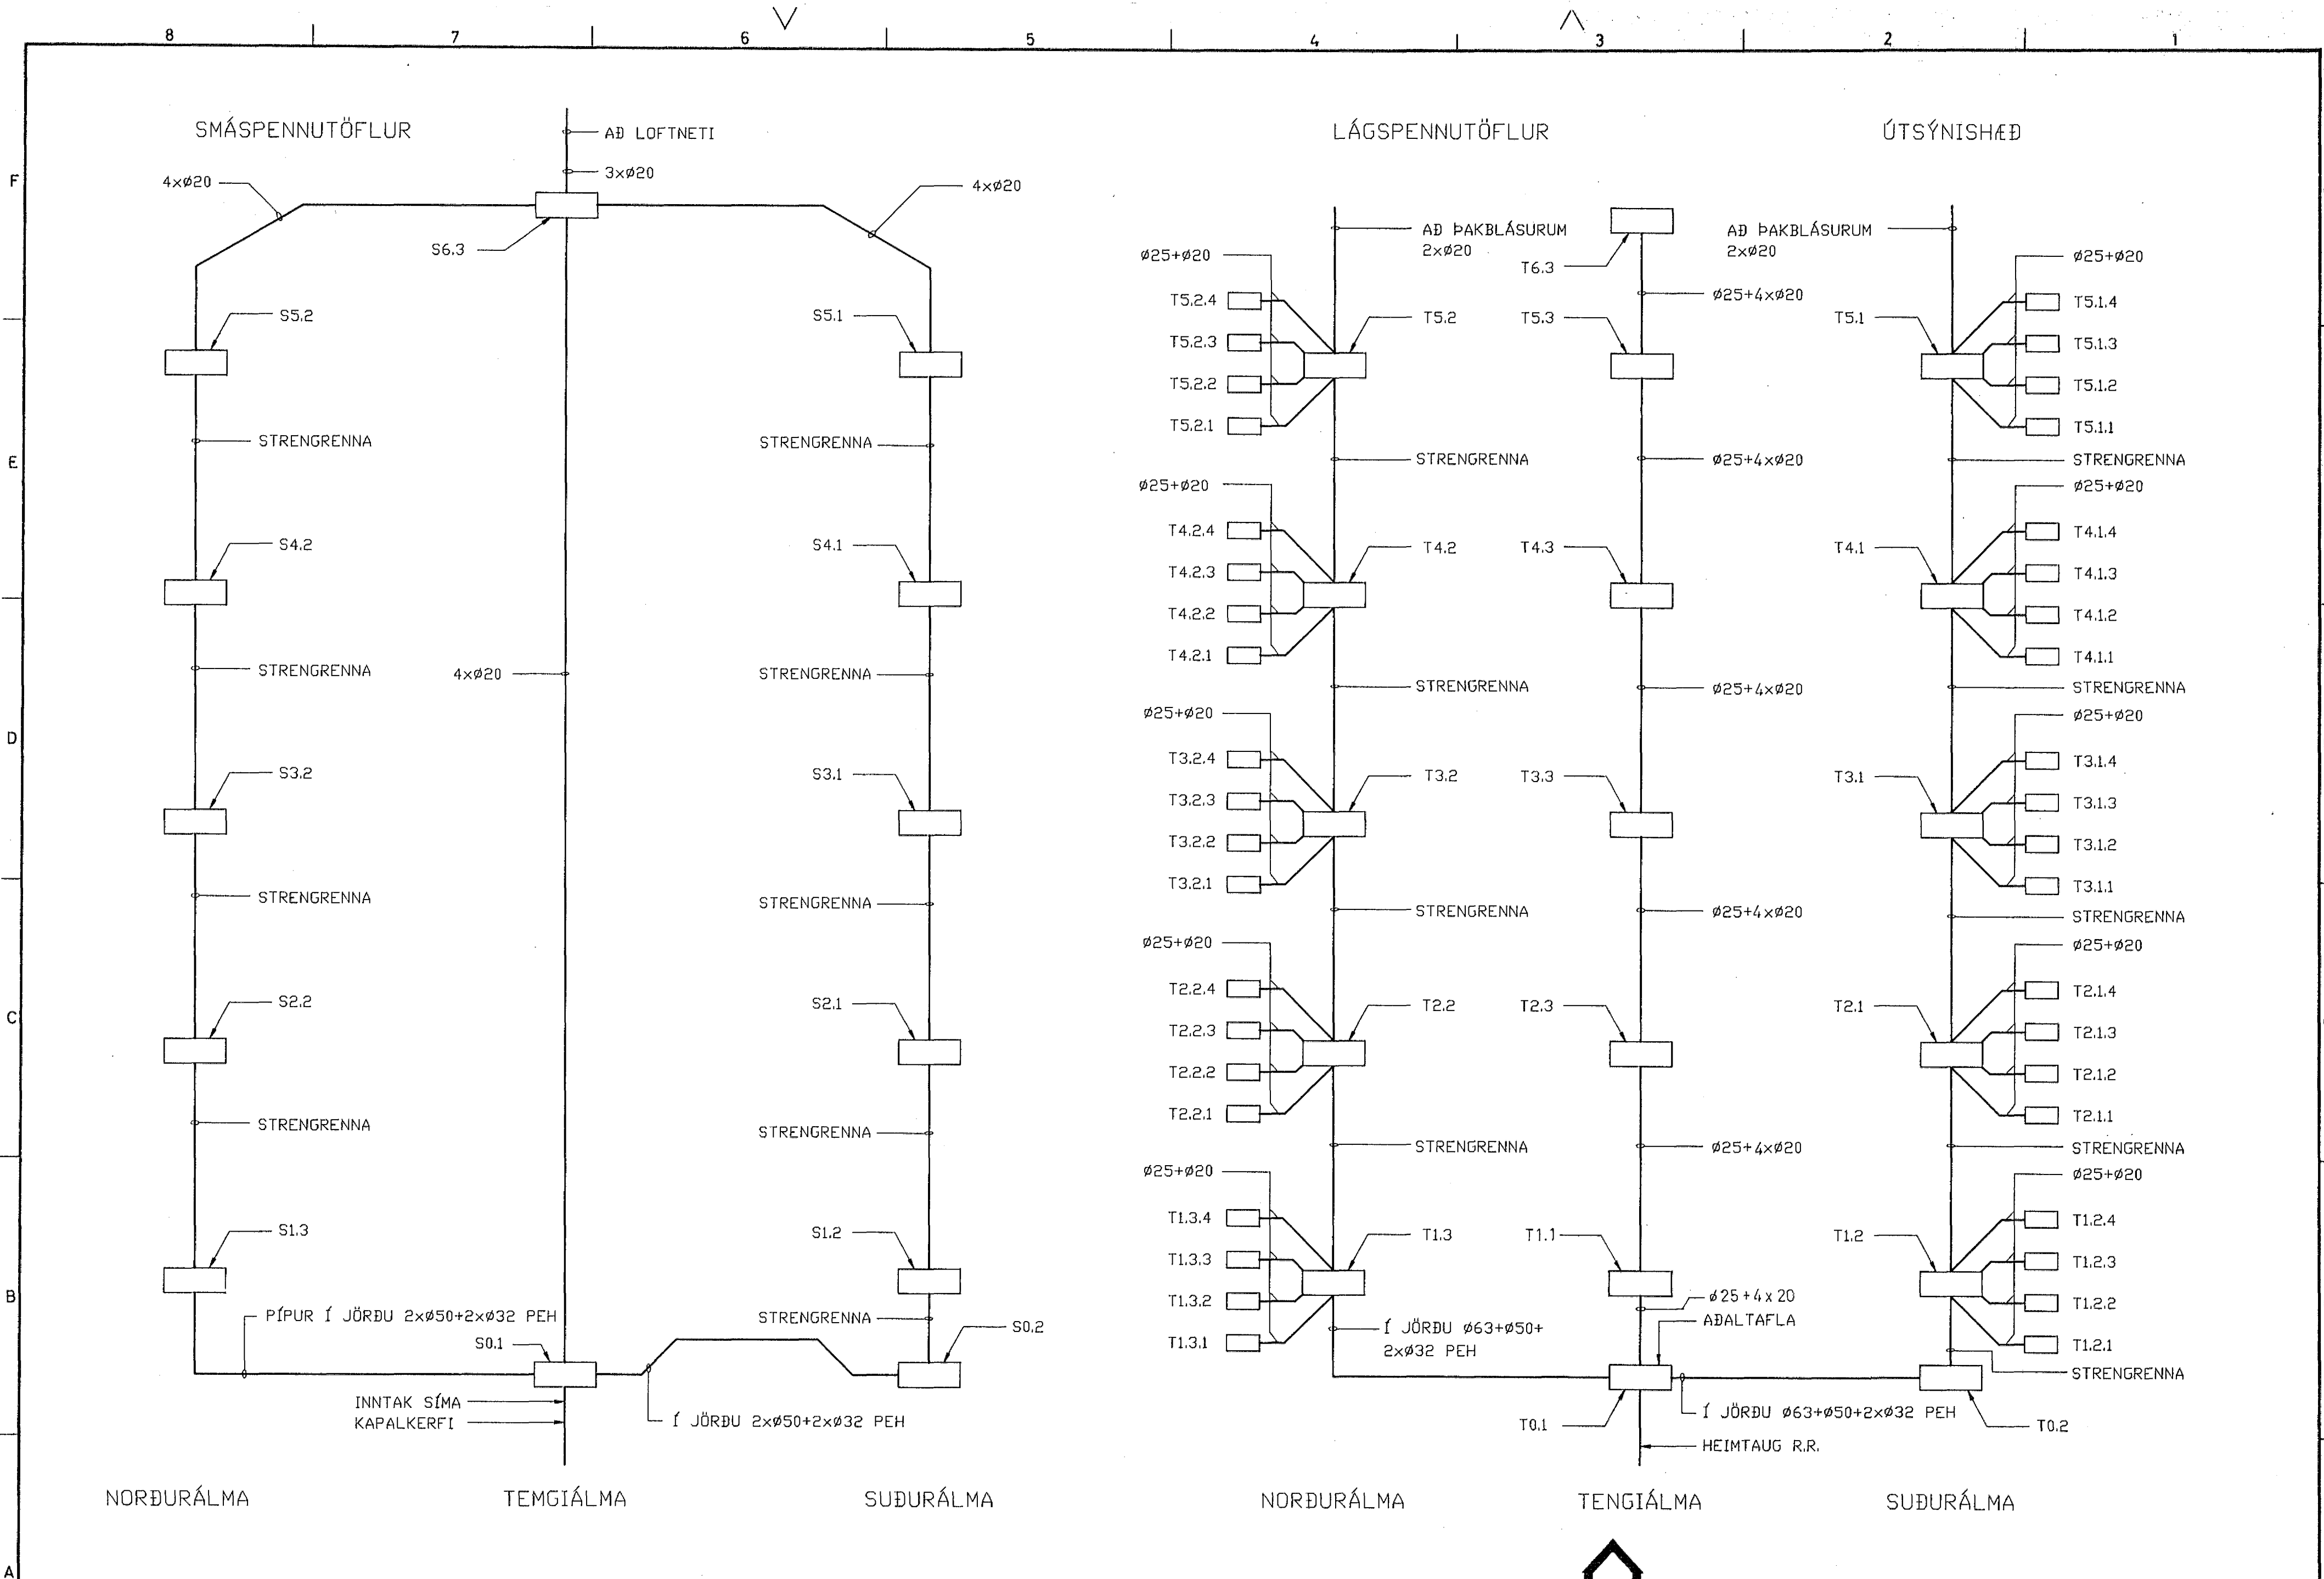 8 7 6 5 4 3 2 1
F
E
D
C
B
A
SMÁSPENNUTÖFLUR
AÐ LOFTNETI
3xø20
4xø20
4xø20
S6.3
S5.2
S5.1
STRENGRENNA
STRENGRENNA
S4.2
S4.1
STRENGRENNA
4xø20
STRENGRENNA
S3.2
S3.1
STRENGRENNA
STRENGRENNA
S2.2
S2.1
STRENGRENNA
STRENGRENNA
S1.3
S1.2
PÍPUR Í JÖRÐU 2xø50+2xø32 PEH
STRENGRENNA
S0.1
S0.2
INNTAK SÍMA
KAPALKERFI
Í JÖRÐU 2xø50+2xø32 PEH
NORÐURÁLMA
TEMGIÁLMA
SUÐURÁLMA
LÁGSPENNUTÖFLUR
ÚTSÝNISHÆÐ
AÐ ÞAKBLÁSURUM
2xø20
AÐ ÞAKBLÁSURUM
2xø20
ø25+ø20
T6.3
ø25+ø20
T5.2.4
ø25+4xø20
T5.1.4
T5.2
T5.3
T5.1
T5.2.3
T5.1.3
T5.2.2
T5.1.2
T5.2.1
T5.1.1
STRENGRENNA
ø25+4xø20
STRENGRENNA
ø25+ø20
ø25+ø20
T4.2.4
T4.1.4
T4.2
T4.3
T4.1
T4.2.3
T4.1.3
T4.2.2
T4.1.2
T4.2.1
T4.1.1
STRENGRENNA
ø25+4xø20
STRENGRENNA
ø25+ø20
ø25+ø20
T3.2.4
T3.1.4
T3.2
T3.3
T3.1
T3.2.3
T3.1.3
T3.2.2
T3.1.2
T3.2.1
T3.1.1
STRENGRENNA
ø25+4xø20
STRENGRENNA
ø25+ø20
ø25+ø20
T2.2.4
T2.1.4
T2.2
T2.3
T2.1
T2.2.3
T2.1.3
T2.2.2
T2.1.2
T2.2.1
T2.1.1
STRENGRENNA
ø25+4xø20
STRENGRENNA
ø25+ø20
ø25+ø20
T1.3.4
T1.2.4
T1.3
T1.1
T1.2
T1.3.3
T1.2.3
T1.3.2
ø25+4x20
T1.2.2
AÐALTAFLA
T1.3.1
Í JÖRÐU ø63+ø50+
2xø32 PEH
T1.2.1
STRENGRENNA
T0.1
Í JÖRÐU ø63+ø50+2xø32 PEH
T0.2
HEIMTAUG R.R.
NORÐURÁLMA
TENGIÁLMA
SUÐURÁLMA